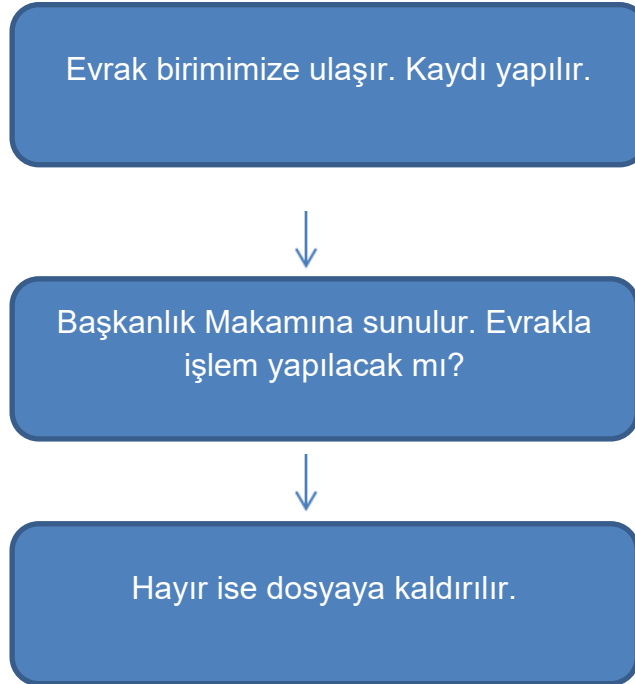 Evrak birimimize ulaşır. Kaydı yapılır.
Başkanlık Makamına sunulur. Evrakla
işlem yapılacak mı?
Hayır ise dosyaya kaldırılır.